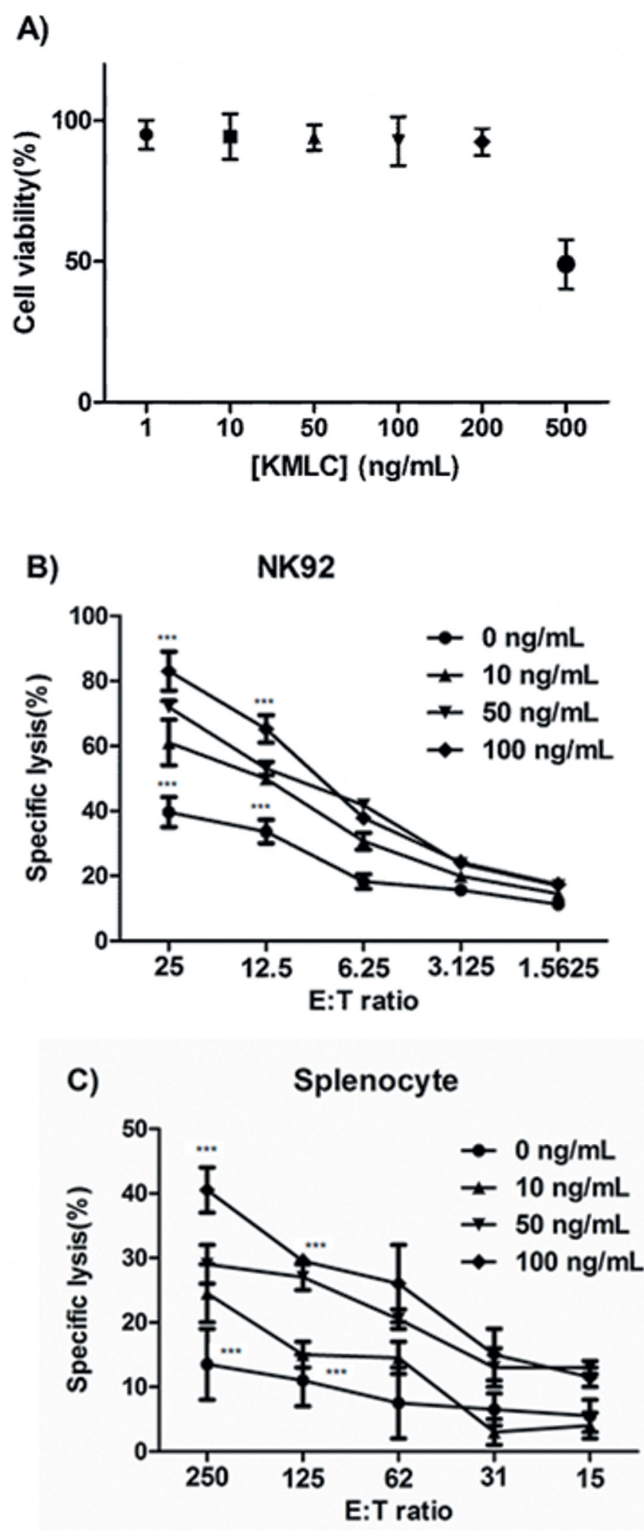 A)
100
50
0
Cell viability(%)
1 10 50 100 200 500
[KMLC] (ng/mL)
B) NK92
100
80
60
40
20
0
Specific lysis(%)
***
***
***
***
0 ng/mL
10 ng/mL
50 ng/mL
100 ng/mL
25 12.5 6.25 3.125 1.5625
E:T ratio
C) Splenocyte
50
40
30
20
10
0
Specific lysis(%)
***
***
***
***
0 ng/mL
10 ng/mL
50 ng/mL
100 ng/mL
250 125 62 31 15
E:T ratio